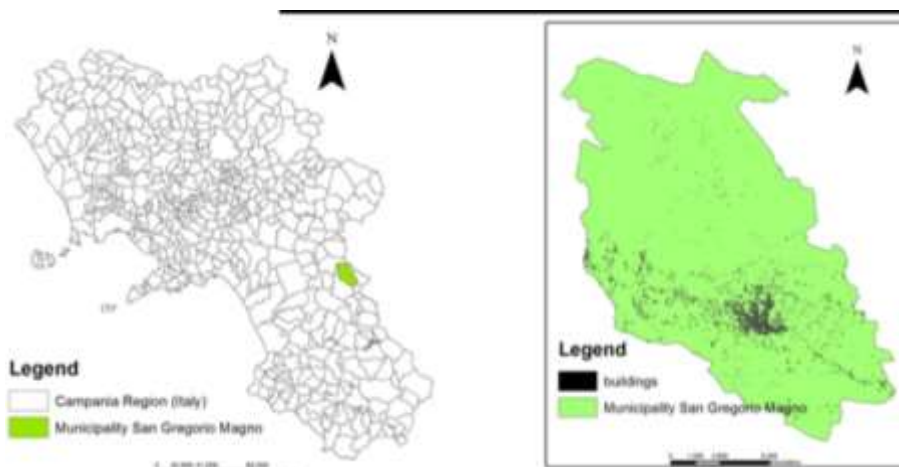 N
Legend
Campania Region (Italy)
Municipality San Gregorio Magno
N
Legend
buildings
Municipality San Gregorio Magno